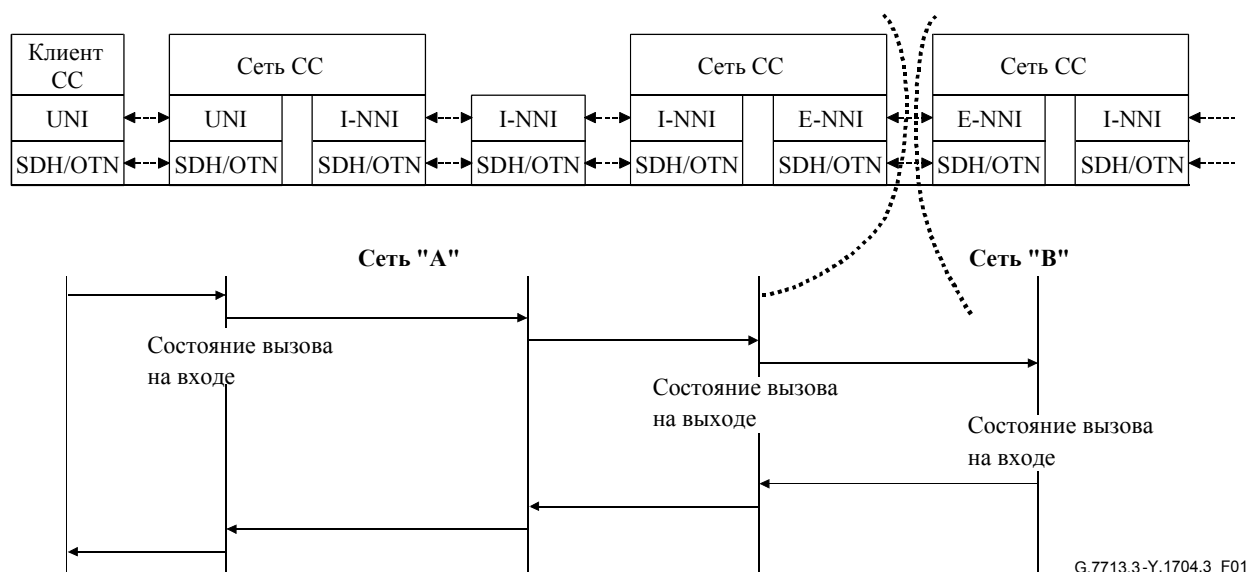 Клиент
СС
Сеть СС
Сеть СС
Сеть СС
UNI
UNI
I-NNI
I-NNI
I-NNI
E-NNI
E-NNI
I-NNI
SDH/OTN
SDH/OTN
SDH/OTN
SDH/OTN
SDH/OTN
SDH/OTN
SDH/OTN
SDH/OTN
Сеть "А"
Сеть "В"
Состояние вызова
на входе
Состояние вызова
на выходе
Состояние вызова
на входе
G.7713.3-Y.1704.3_F01